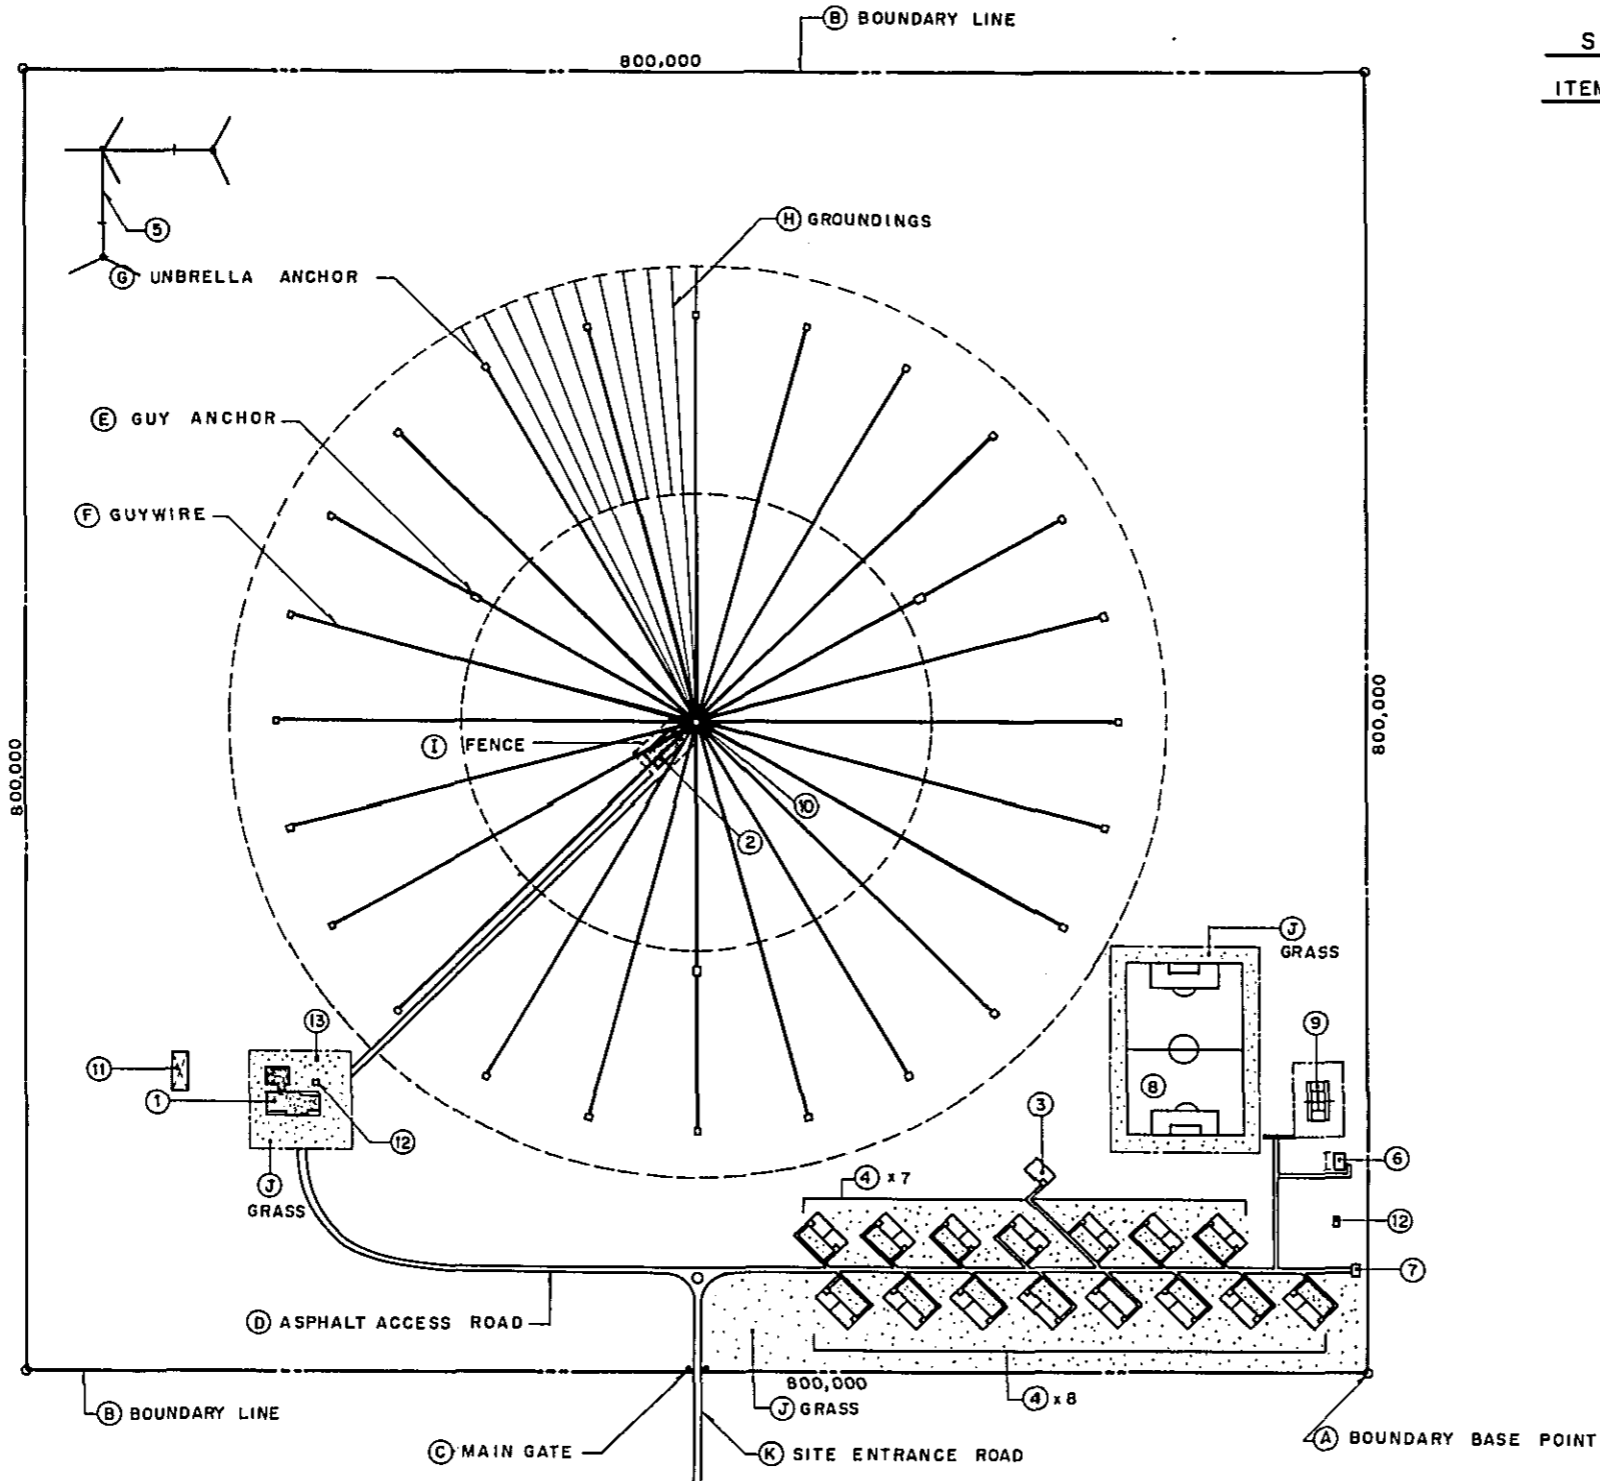 Ⓑ BOUNDARY LINE
S
ITEM
800,000
⑤
Ⓗ GROUNDINGS
Ⓖ UNBRELLA ANCHOR
Ⓔ GUY ANCHOR
Ⓕ GUYWIRE
800,000
800,000
Ⓘ FENCE
⑩
②
Ⓙ
GRASS
⑬
⑨
⑪
①
⑧
③
⑫
⑥
④ x 7
Ⓙ
GRASS
⑫
⑦
Ⓓ ASPHALT ACCESS ROAD
800,000
④ x 8
Ⓑ BOUNDARY LINE
Ⓙ GRASS
Ⓒ MAIN GATE
Ⓚ SITE ENTRANCE ROAD
Ⓐ BOUNDARY BASE POINT